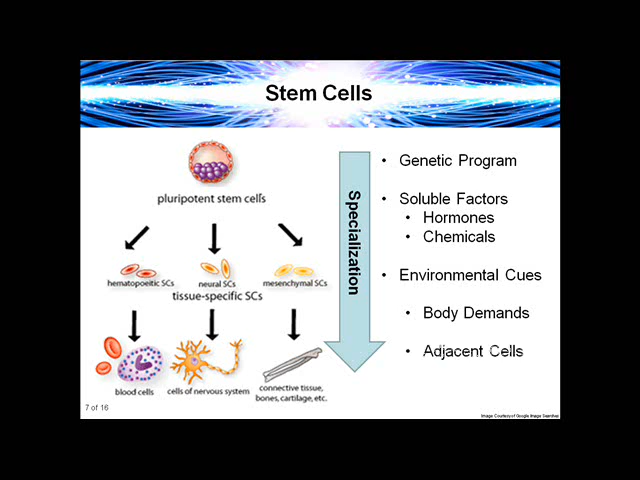 Stem Cells
pluripotent stem cells
hematopoeitic SCs
neural SCs
mesenchymal SCs
tissue-specific SCs
blood cells
cells of nervous system
connective tissue,
bones, cartilage, etc.
Specialization
• Genetic Program
• Soluble Factors
• Hormones
• Chemicals
• Environmental Cues
• Body Demands
• Adjacent Cells
7 of 16
Image Courtesy of Google Image Searches